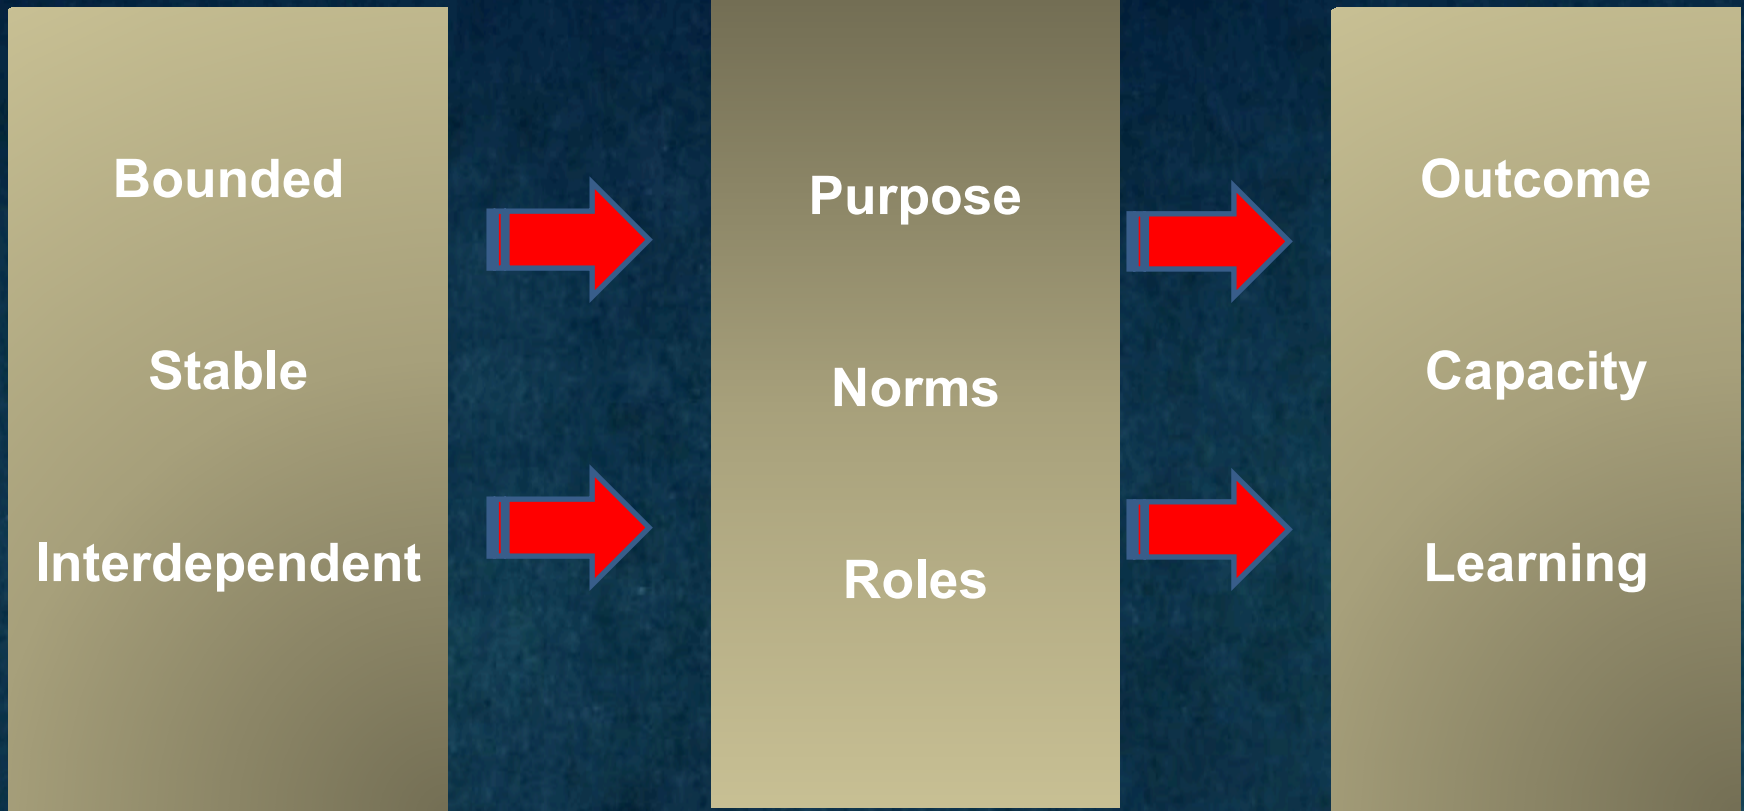 Bounded
Stable
Interdependent
Purpose
Norms
Roles
Outcome
Capacity
Learning